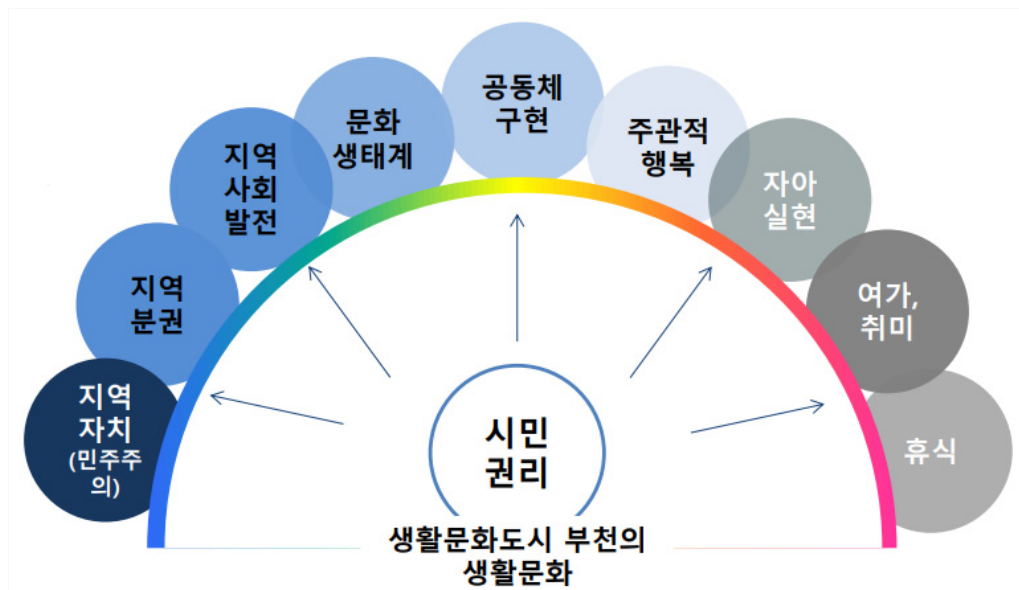 지역
자치
(민주주
의)
지역
분권
지역
사회
발전
문화
생태계
공동체
구현
주관적
행복
자아
실현
여가,
취미
휴식
시민
권리
생활문화도시 부천의
생활문화